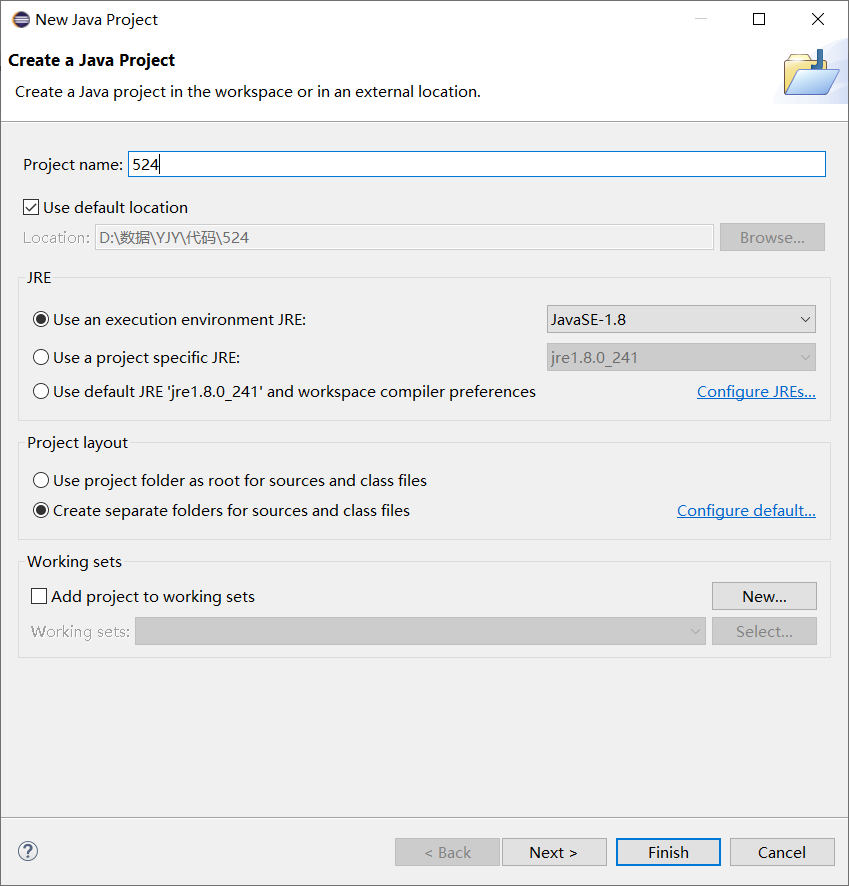 New Java Project
Create a Java Project
Create a Java project in the workspace or in an external location.
Project name: 524
Use default location
Location: D:\数据\YJY\代码\524 Browse...
JRE
Use an execution environment JRE: JavaSE-1.8
Use a project specific JRE: jre1.8.0_241
Use default JRE 'jre1.8.0_241' and workspace compiler preferences Configure JREs...
Project layout
Use project folder as root for sources and class files
Create separate folders for sources and class files Configure default...
Working sets
Add project to working sets New...
Working sets: Select...
? < Back Next > Finish Cancel